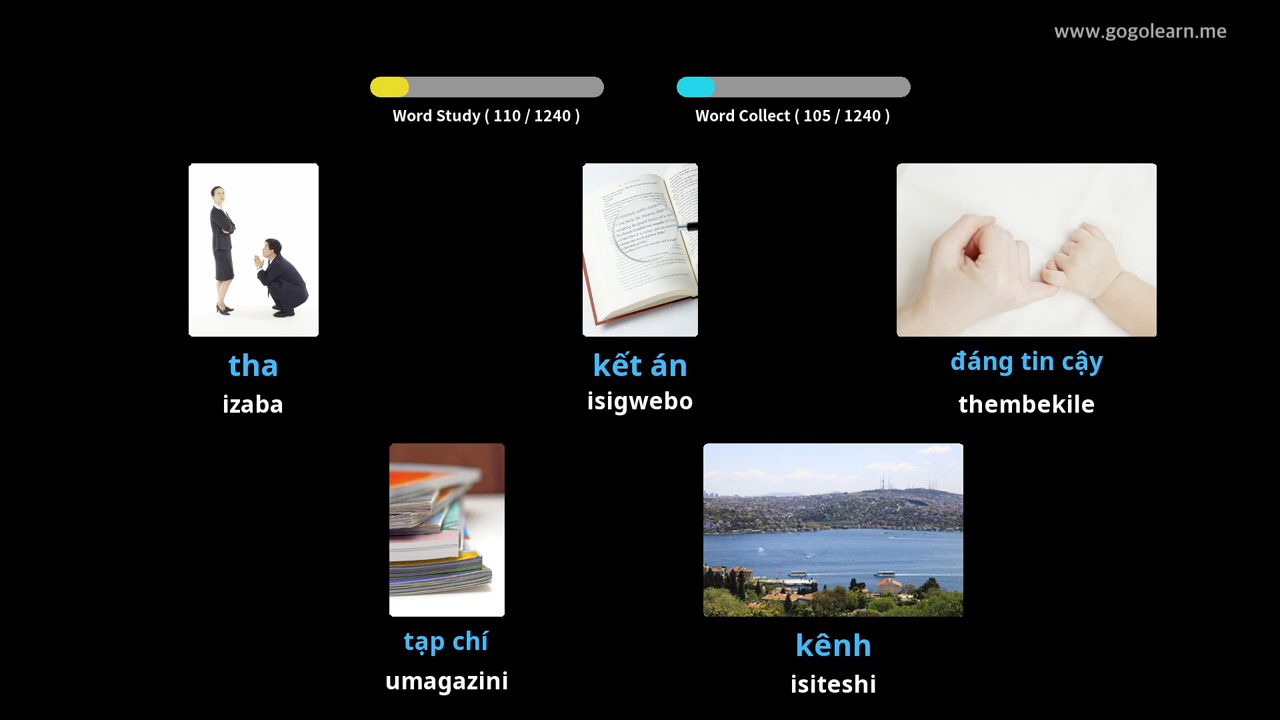 www.gogolearn.me
Word Study ( 110 / 1240 )
Word Collect ( 105 / 1240 )
tha
izaba
kết án
isigwebo
đáng tin cậy
thembekile
tạp chí
umagazini
kênh
isiteshi